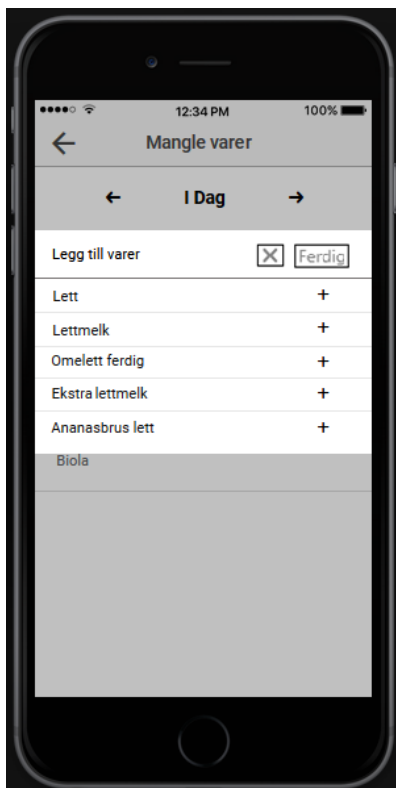 12:34 PM 100%
Mangle varer
I Dag
Legg till varer Ferdig
Lett +
Lettmelk +
Omelett ferdig +
Ekstra lettmelk +
Ananasbrus lett +
Biola